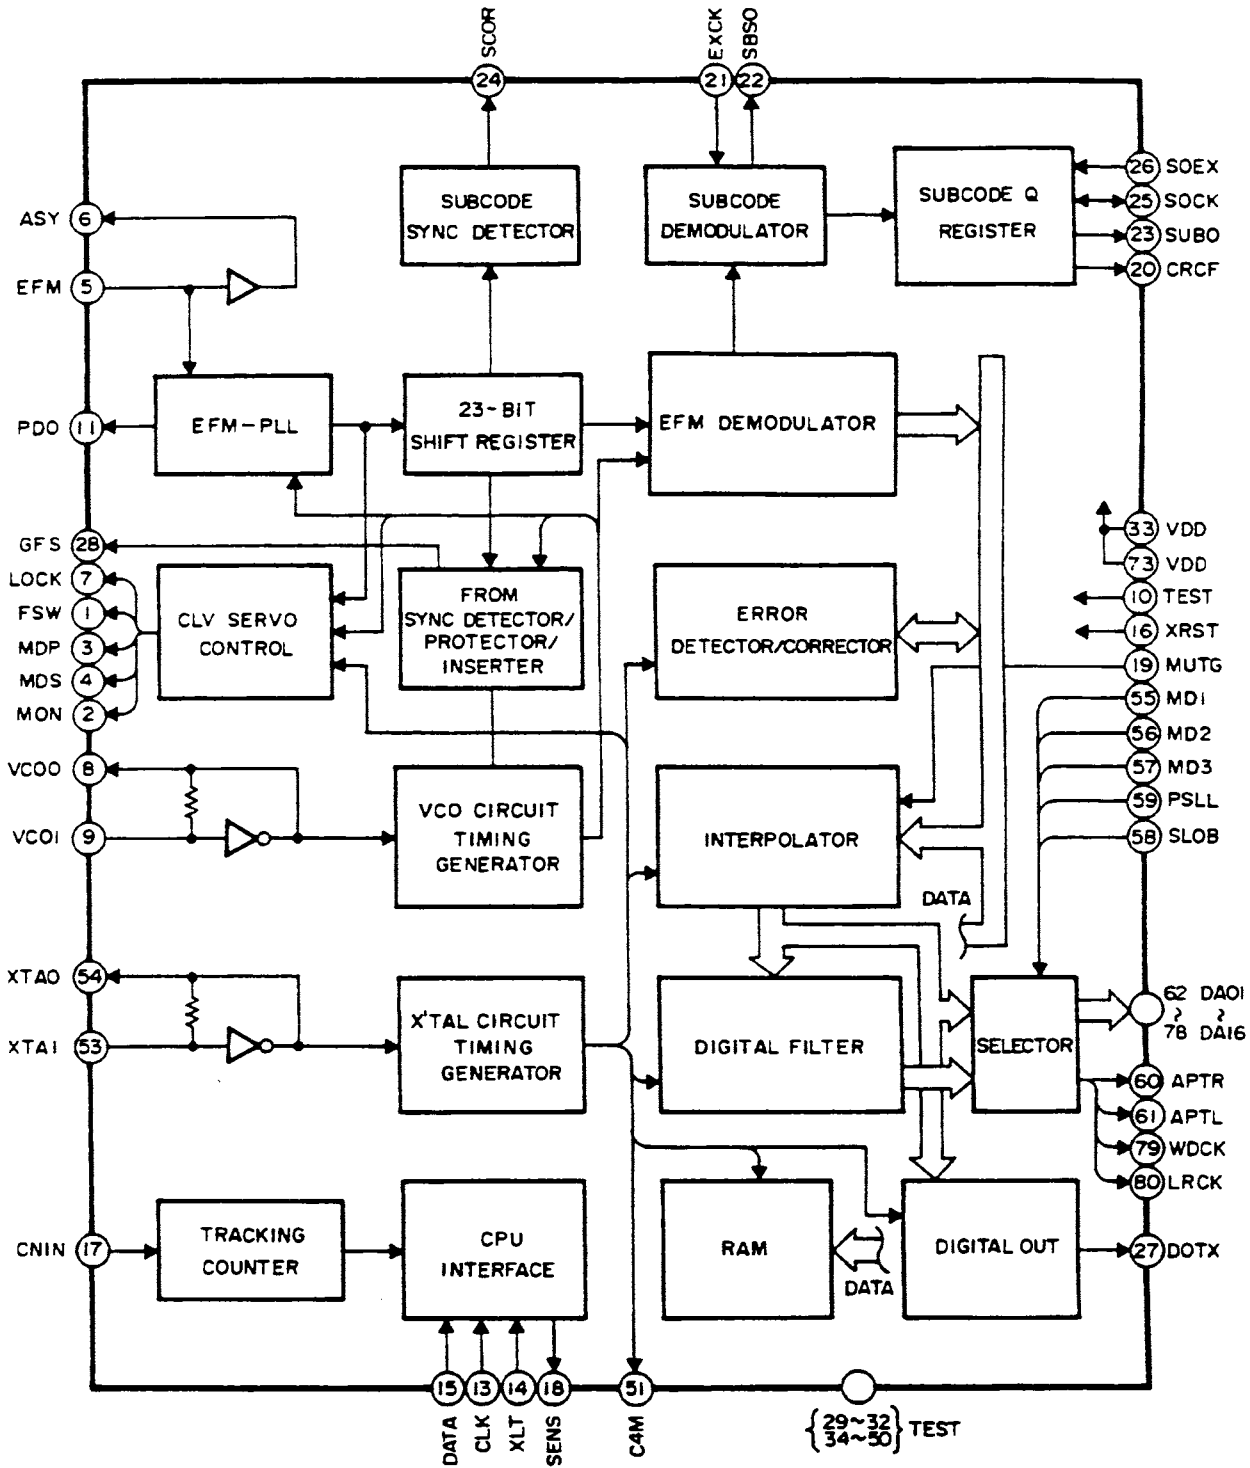 SCOR
EXCK
SBSO
24
21
22
ASY 6
EFM 5
SUBCODE
SYNC DETECTOR
SUBCODE
DEMODULATOR
SUBCODE Q
REGISTER
26 SOEX
25 SOCK
23 SUBO
20 CRCF
PDO 11
EFM-PLL
23-BIT
SHIFT REGISTER
EFM DEMODULATOR
GFS 28
LOCK 7
FSW 1
MDP 3
MDS 4
MON 2
CLV SERVO
CONTROL
FROM
SYNC DETECTOR/
PROTECTOR/
INSERTER
ERROR
DETECTOR/CORRECTOR
33 VDD
73 VDD
10 TEST
16 XRST
19 MUTG
55 MD1
56 MD2
57 MD3
59 PSLL
58 SLOB
VCOO 8
VCOI 9
VCO CIRCUIT
TIMING
GENERATOR
INTERPOLATOR
DATA
XTAO 54
XTAI 53
X'TAL CIRCUIT
TIMING
GENERATOR
DIGITAL FILTER
SELECTOR
62 DAO1
~ ~
78 DA16
60 APTR
61 APTL
79 WDCK
80 LRCK
CNIN 17
TRACKING
COUNTER
CPU
INTERFACE
RAM
DATA
DIGITAL OUT
27 DOTX
15
13
14
18
51
DATA
CLK
XLT
SENS
C4M
{29~32
34~50} TEST